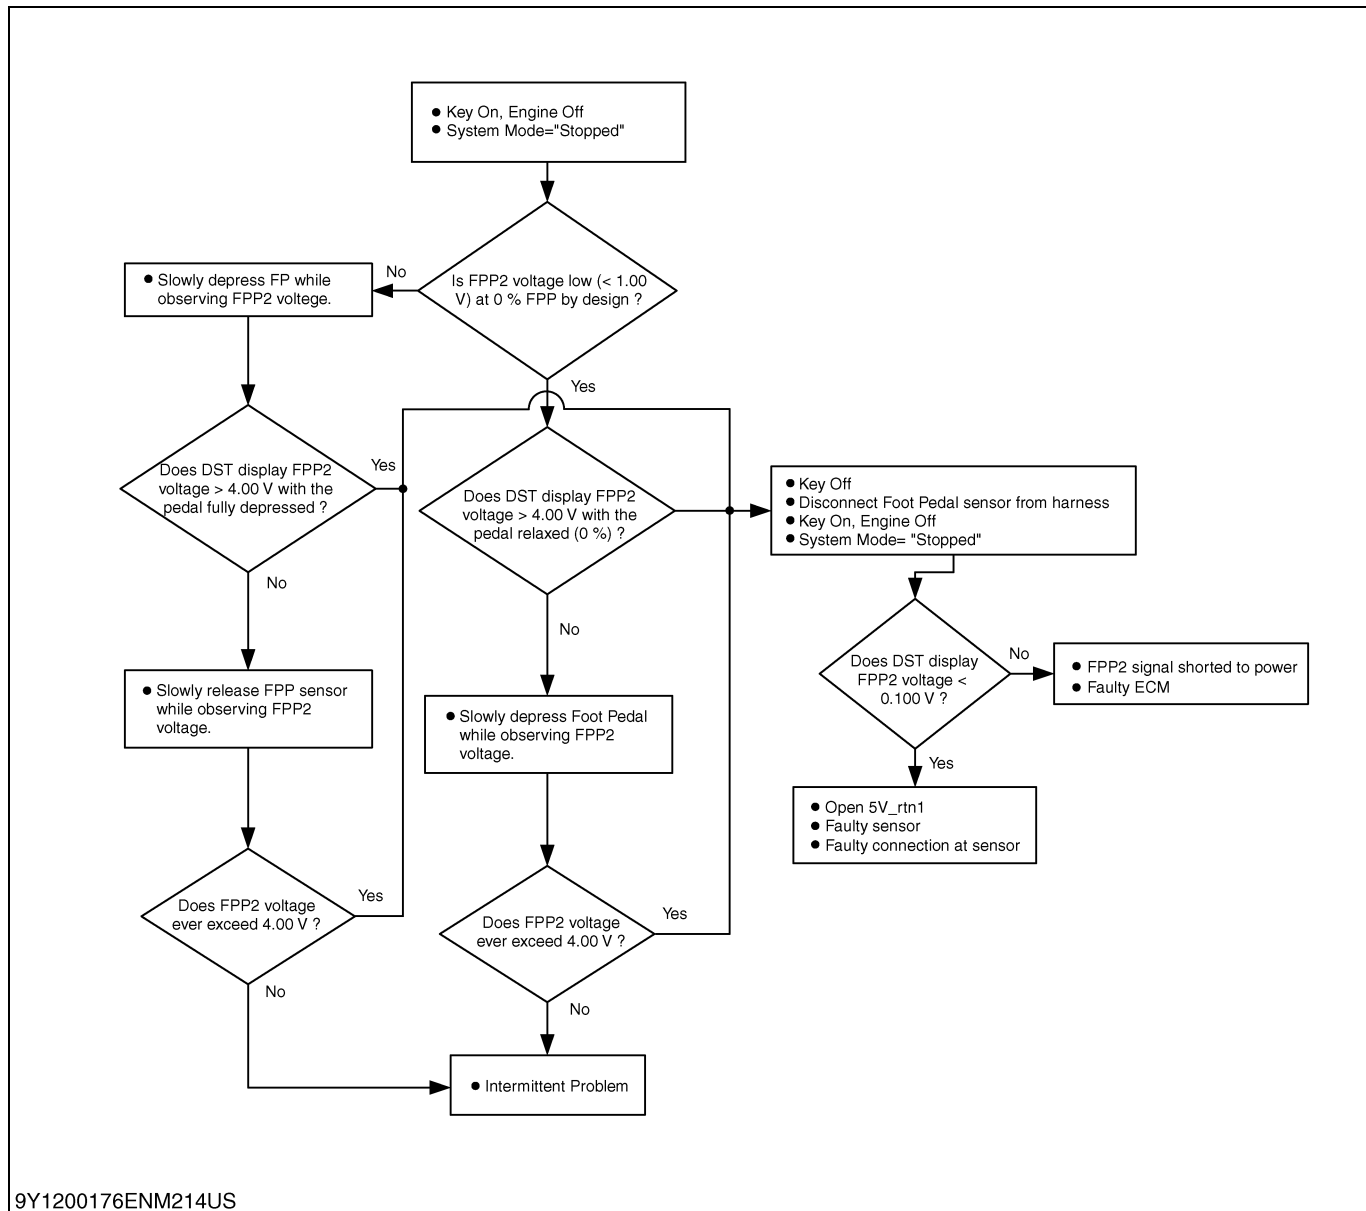 ● Key On, Engine Off
● System Mode="Stopped"
Is FPP2 voltage low (< 1.00
V) at 0 % FPP by design ?
No
● Slowly depress FP while
observing FPP2 voltege.
Yes
Does DST display FPP2
voltage > 4.00 V with the
pedal fully depressed ?
Yes
No
Does DST display FPP2
voltage > 4.00 V with the
pedal relaxed (0 %) ?
No
● Key Off
● Disconnect Foot Pedal sensor from harness
● Key On, Engine Off
● System Mode= "Stopped"
Does DST display
FPP2 voltage <
0.100 V ?
No
● FPP2 signal shorted to power
● Faulty ECM
Yes
● Open 5V_rtn1
● Faulty sensor
● Faulty connection at sensor
● Slowly release FPP sensor
while observing FPP2
voltage.
● Slowly depress Foot Pedal
while observing FPP2
voltage.
Does FPP2 voltage
ever exceed 4.00 V ?
Yes
No
Does FPP2 voltage
ever exceed 4.00 V ?
Yes
No
● Intermittent Problem
9Y1200176ENM214US